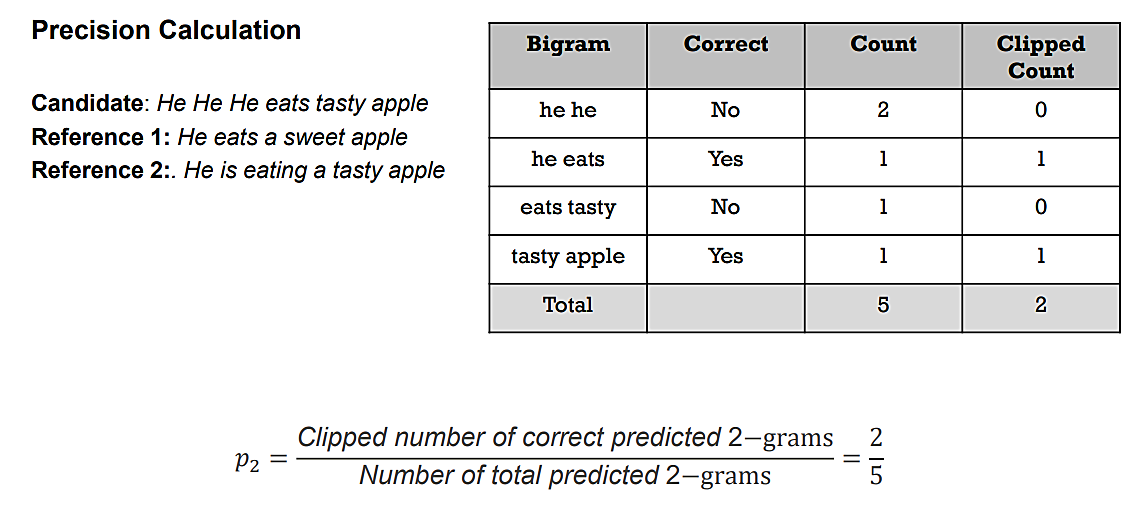 Precision Calculation
Candidate: He He He eats tasty apple
Reference 1: He eats a sweet apple
Reference 2:. He is eating a tasty apple
Bigram Correct Count Clipped Count
he he No 2 0
he eats Yes 1 1
eats tasty No 1 0
tasty apple Yes 1 1
Total 5 2
p₂ = Clipped number of correct predicted 2−grams / Number of total predicted 2−grams = 2/5